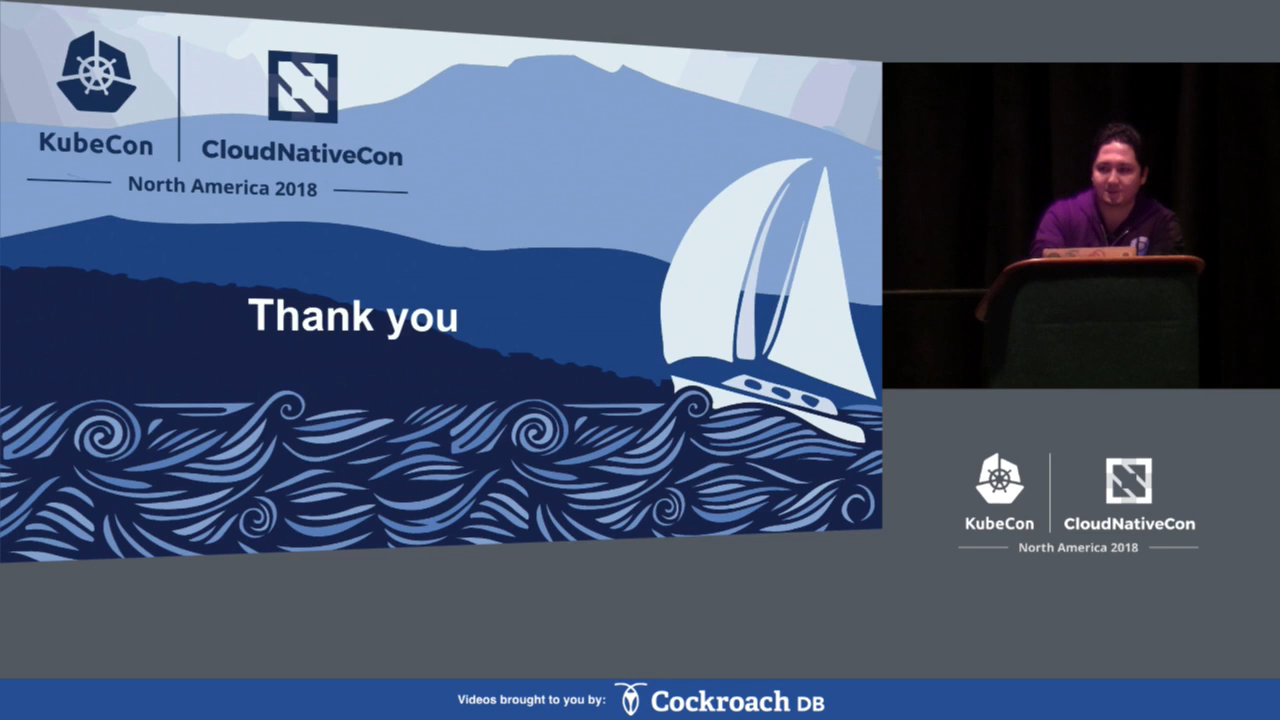 KubeCon
CloudNativeCon
North America 2018
Thank you
KubeCon
CloudNativeCon
North America 2018
Videos brought to you by:
Cockroach DB